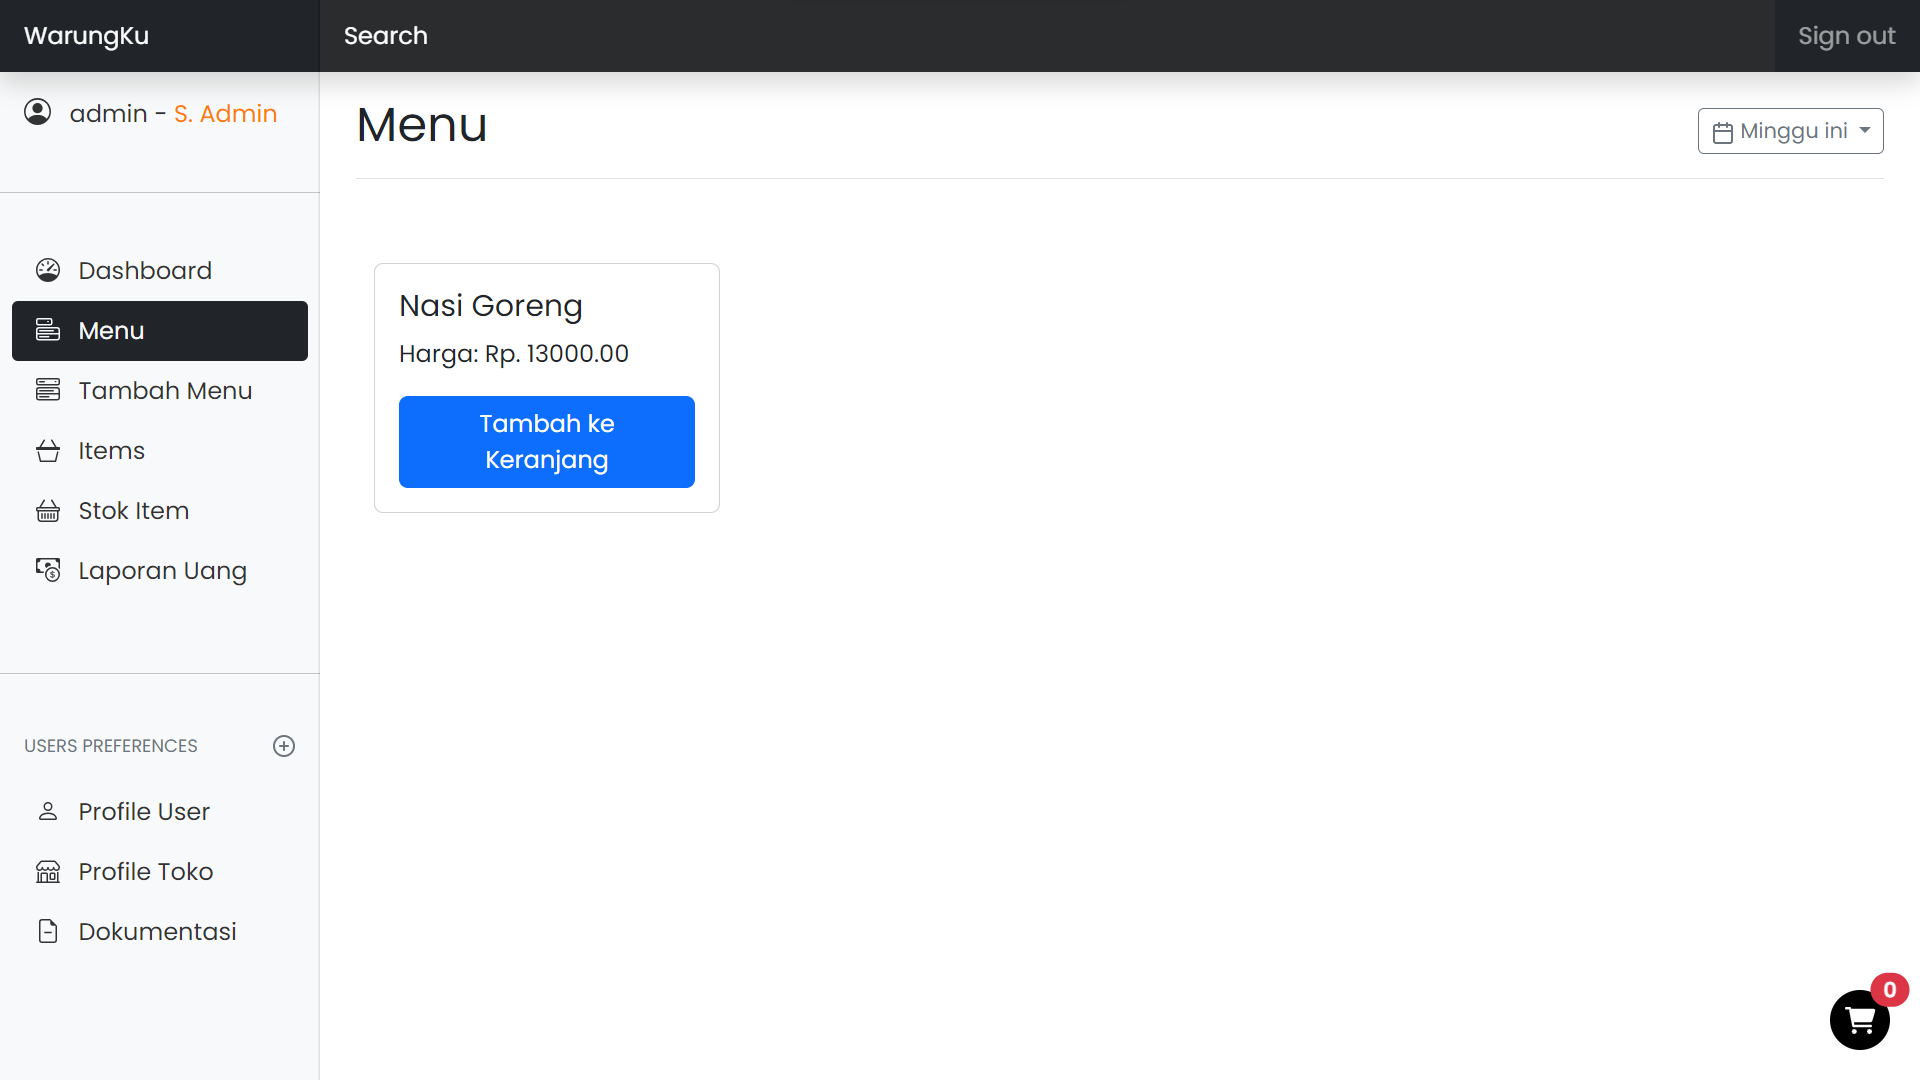 WarungKu
Search
Sign out
admin - S. Admin
Menu
Minggu ini
Dashboard
Menu
Tambah Menu
Items
Stok Item
Laporan Uang
Nasi Goreng
Harga: Rp. 13000.00
Tambah ke
Keranjang
USERS PREFERENCES
Profile User
Profile Toko
Dokumentasi
0